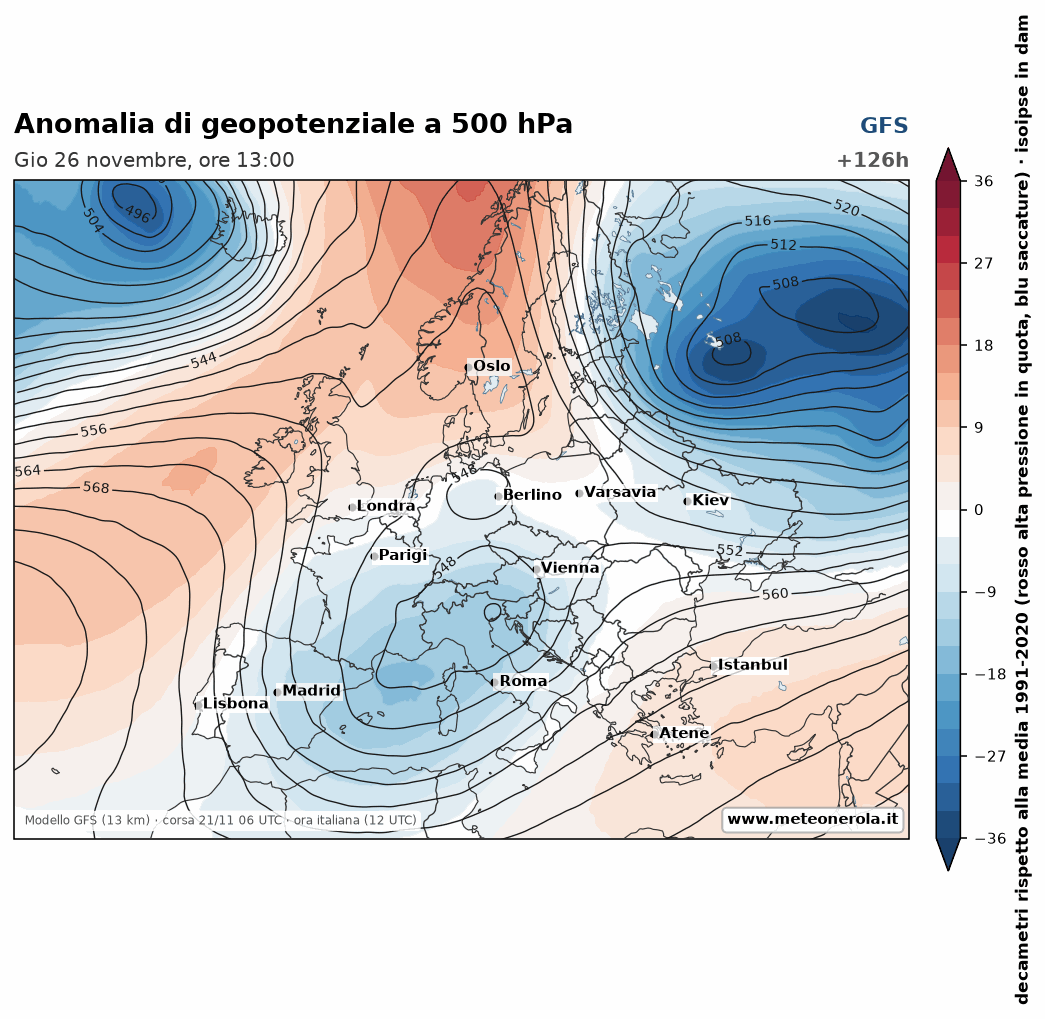 Anomalia di geopotenziale a 500 hPa
GFS
Gio 26 novembre, ore 13:00
+126h
496
504
520
516
512
508
508
544
Oslo
556
564
568
548
Berlino
Varsavia
Kiev
Londra
Parigi
548
Vienna
552
560
Istanbul
Roma
Madrid
Lisbona
Atene
Modello GFS (13 km) · corsa 21/11 06 UTC · ora italiana (12 UTC)
www.meteonerola.it
36
27
18
9
0
−9
−18
−27
−36
decametri rispetto alla media 1991-2020 (rosso alta pressione in quota, blu saccature) · isoipse in dam